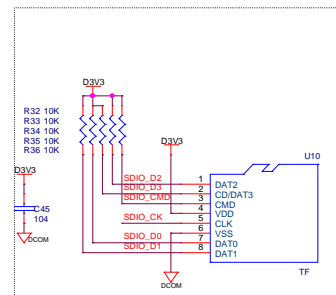 D3V3
R32 10K
R33 10K
R34 10K
R35 10K
R36 10K
D3V3
D3V3
U10
C45
104
DCOM
SDIO_D2 1 DAT2
SDIO_D3 2 CD/DAT3
SDIO_CMD 3 CMD
4 VDD
SDIO_CK 5 CLK
6 VSS
SDIO_D0 7 DAT0
SDIO_D1 8 DAT1
TF
DCOM